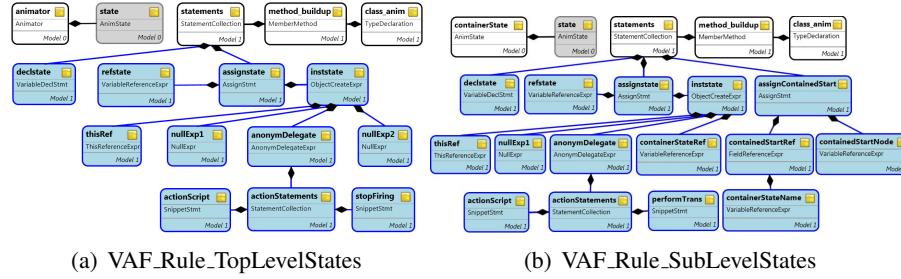 animator
Animator
Model 0
state
AnimState
Model 0
statements
StatementCollection
Model 1
method_buildup
MemberMethod
Model 1
class_anim
TypeDeclaration
Model 1
declstate
VariableDeclStmt
Model 1
refstate
VariableReferenceExpr
Model 1
assignstate
AssignStmt
Model 1
inststate
ObjectCreateExpr
Model 1
thisRef
ThisReferenceExpr
Model 1
nullExp1
NullExpr
Model 1
anonymDelegate
AnonymDelegateExpr
Model 1
nullExp2
NullExpr
Model 1
actionScript
SnippetStmt
Model 1
actionStatements
StatementCollection
Model 1
stopFiring
SnippetStmt
Model 1
(a) VAF_Rule_TopLevelStates
containerState
AnimState
Model 0
state
AnimState
Model 0
statements
StatementCollection
Model 1
method_buildup
MemberMethod
Model 1
class_anim
TypeDeclaration
Model 1
declstate
VariableDeclStmt
Model 1
refstate
VariableReferenceExpr
Model 1
assignstate
AssignStmt
Model 1
inststate
ObjectCreateExpr
Model 1
assignContainedStart
AssignStmt
Model 1
thisRef
ThisReferenceExpr
Model 1
nullExp1
NullExpr
Model 1
anonymDelegate
AnonymDelegateExpr
Model 1
containerStateRef
VariableReferenceExpr
Model 1
containedStartRef
FieldReferenceExpr
Model 1
containedStartNode
VariableReferenceExpr
Model 1
actionScript
SnippetStmt
Model 1
actionStatements
StatementCollection
Model 1
performTrans
SnippetStmt
Model 1
containerStateName
VariableReferenceExpr
Model 1
(b) VAF_Rule_SubLevelStates